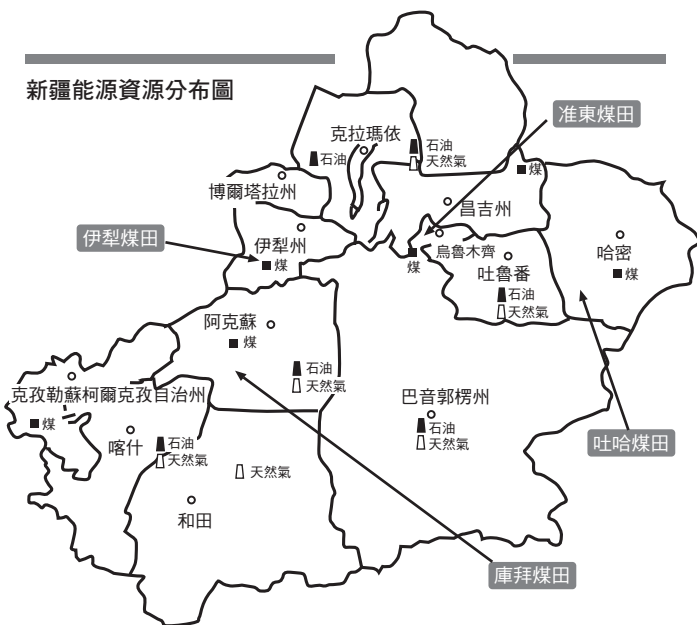 新疆能源資源分布圖
准東煤田
克拉瑪依
石油
石油
天然氣
煤
博爾塔拉州
昌吉州
伊犁煤田
伊犁州
煤
烏魯木齊
煤
吐魯番
石油
天然氣
哈密
煤
阿克蘇
煤
石油
天然氣
克孜勒蘇柯爾克孜自治州
煤
巴音郭楞州
石油
天然氣
喀什
石油
天然氣
天然氣
吐哈煤田
和田
庫拜煤田